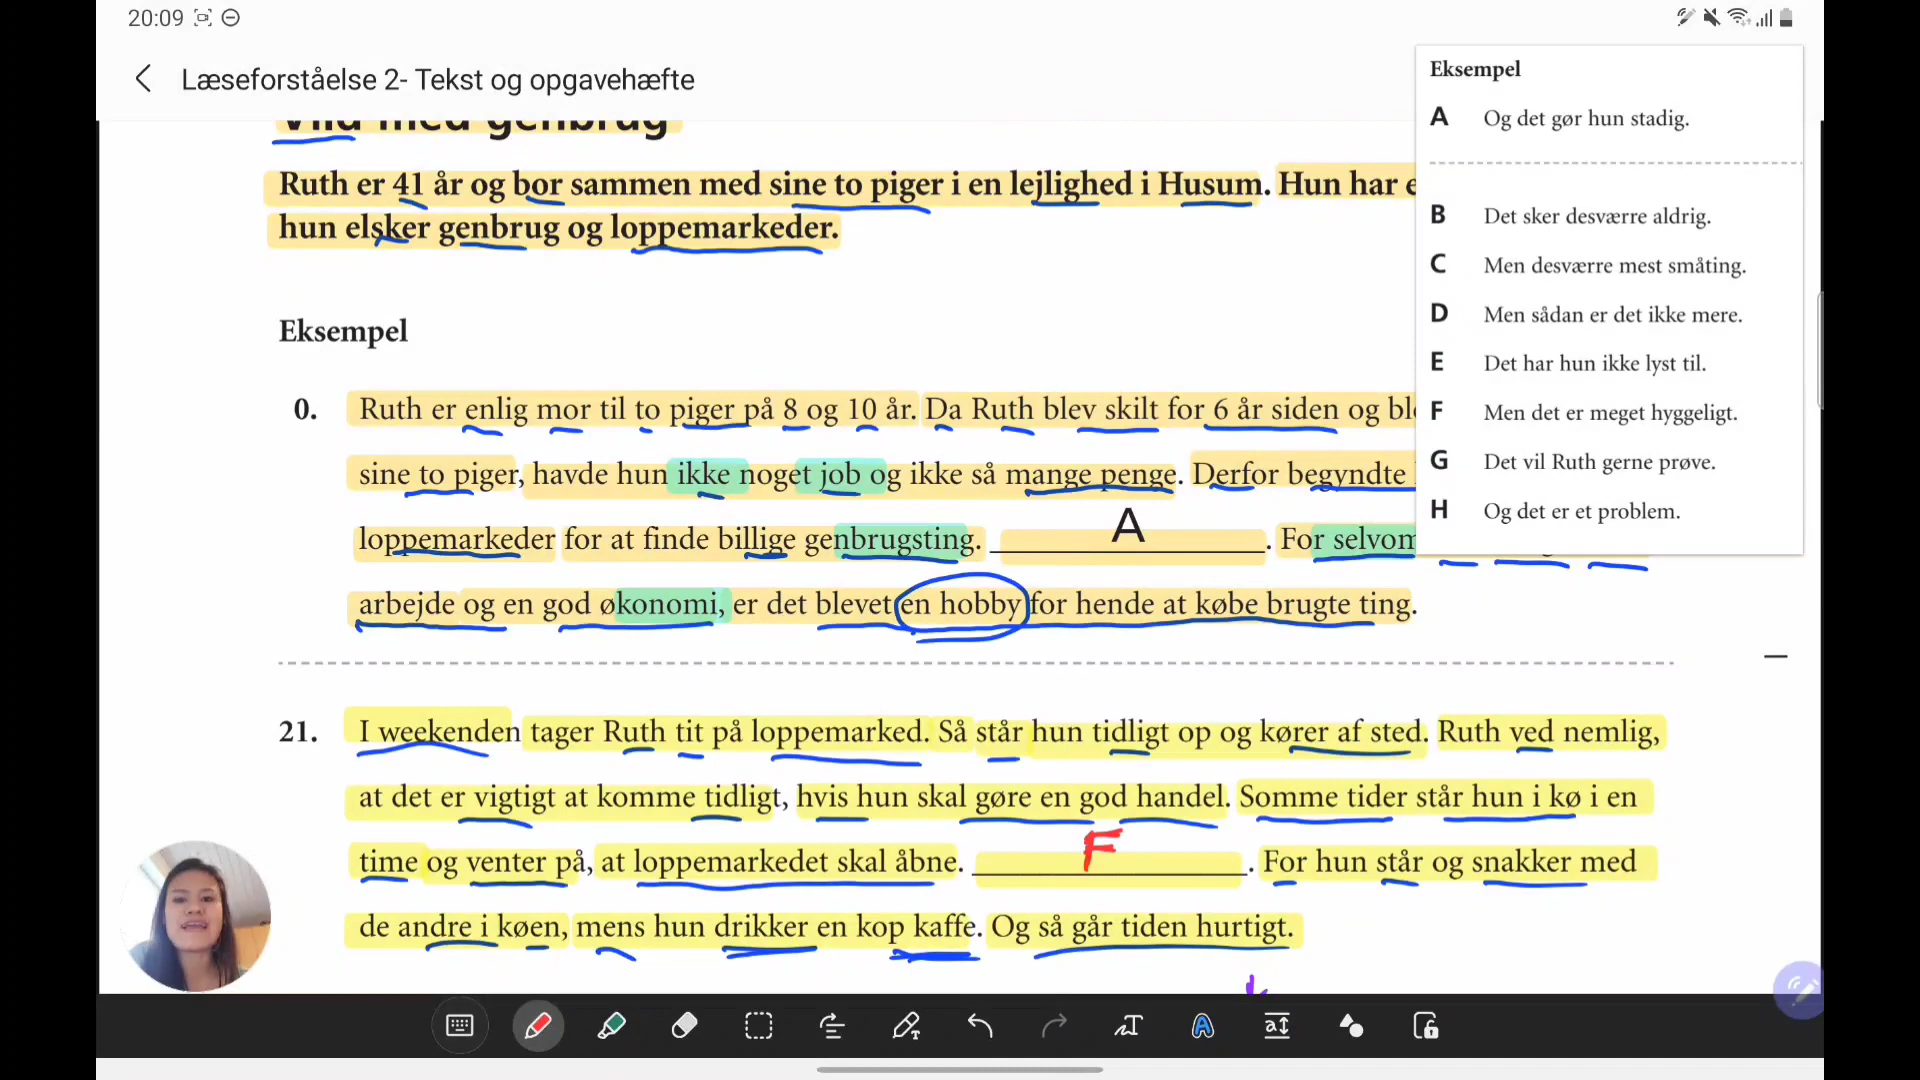 20:09
Læseforståelse 2- Tekst og opgavehæfte
Vild med genbrug
Ruth er 41 år og bor sammen med sine to piger i en lejlighed i Husum. Hun har
hun elsker genbrug og loppemarkeder.
Eksempel
0. Ruth er enlig mor til to piger på 8 og 10 år. Da Ruth blev skilt for 6 år siden og
sine to piger, havde hun ikke noget job og ikke så mange penge. Derfor begyndte
loppemarkeder for at finde billige genbrugsting. A. For selvom
arbejde og en god økonomi, er det blevet en hobby for hende at købe brugte ting.
21. I weekenden tager Ruth tit på loppemarked. Så står hun tidligt op og kører af sted. Ruth ved nemlig,
at det er vigtigt at komme tidligt, hvis hun skal gøre en god handel. Somme tider står hun i kø i en
time og venter på, at loppemarkedet skal åbne. F. For hun står og snakker med
de andre i køen, mens hun drikker en kop kaffe. Og så går tiden hurtigt.
Eksempel
A Og det gør hun stadig.
B Det sker desværre aldrig.
C Men desværre mest småting.
D Men sådan er det ikke mere.
E Det har hun ikke lyst til.
F Men det er meget hyggeligt.
G Det vil Ruth gerne prøve.
H Og det er et problem.